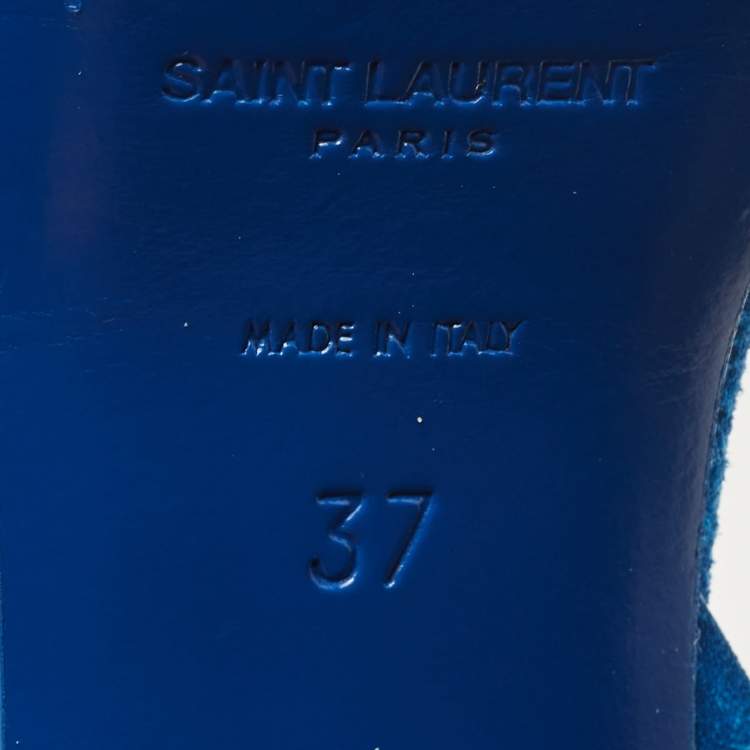 SAINT LAURENT
PARIS
MADE IN ITALY
37